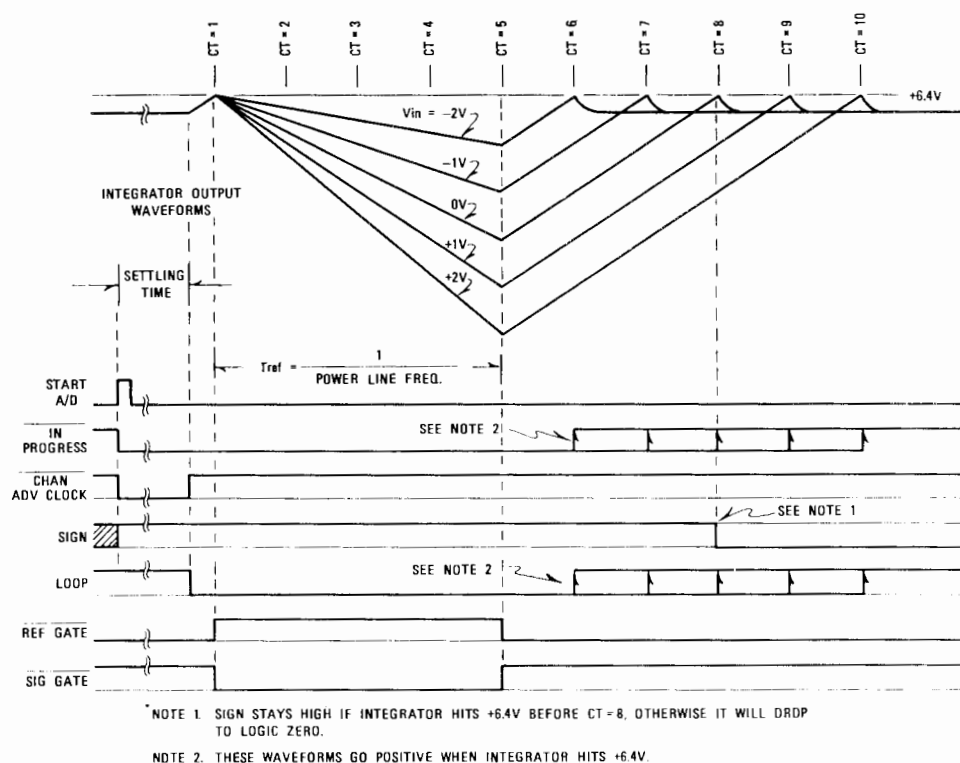 CT = 1
CT = 2
CT = 3
CT = 4
CT = 5
CT = 6
CT = 7
CT = 8
CT = 9
CT = 10
+6.4V
Vin = −2V
−1V
0V
+1V
+2V
INTEGRATOR OUTPUT
WAVEFORMS
SETTLING
TIME
Tref = 1
POWER LINE FREQ.
START
A/D
IN
PROGRESS
SEE NOTE 2
CHAN
ADV CLOCK
SEE NOTE 1
SIGN
LOOP
SEE NOTE 2
REF GATE
SIG GATE
*NOTE 1. SIGN STAYS HIGH IF INTEGRATOR HITS +6.4V BEFORE CT = 8, OTHERWISE IT WILL DROP
TO LOGIC ZERO.
NOTE 2. THESE WAVEFORMS GO POSITIVE WHEN INTEGRATOR HITS +6.4V.